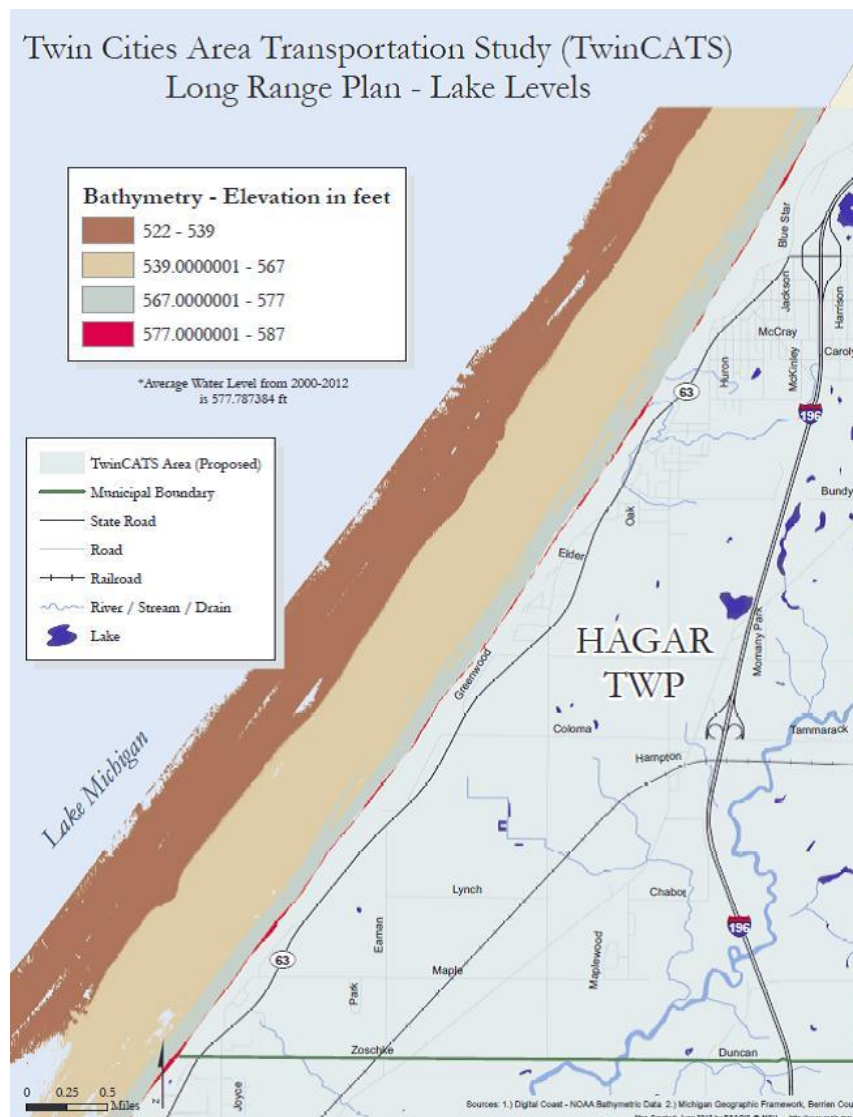 Twin Cities Area Transportation Study (TwinCATS)
Long Range Plan - Lake Levels
Bathymetry - Elevation in feet
522 - 539
539.0000001 - 567
567.0000001 - 577
577.0000001 - 587
*Average Water Level from 2000-2012
is 577.787384 ft
TwinCATS Area (Proposed)
Municipal Boundary
State Road
Road
Railroad
River / Stream / Drain
Lake
Blue Star
Jackson
Harrison
McCray
McKinley
Caroly
Huron
63
196
Bundy
Oak
Elder
HAGAR
TWP
Momany Park
Greenwood
Coloma
Tammarack
Hampton
Lake Michigan
Lynch
Chabot
Eaman
196
Maplewood
63
Maple
Park
Zoschke
Duncan
Joyce
N
0 0.25 0.5
Miles
Sources: 1.) Digital Coast - NOAA Bathymetric Data 2.) Michigan Geographic Framework, Berrien Cou